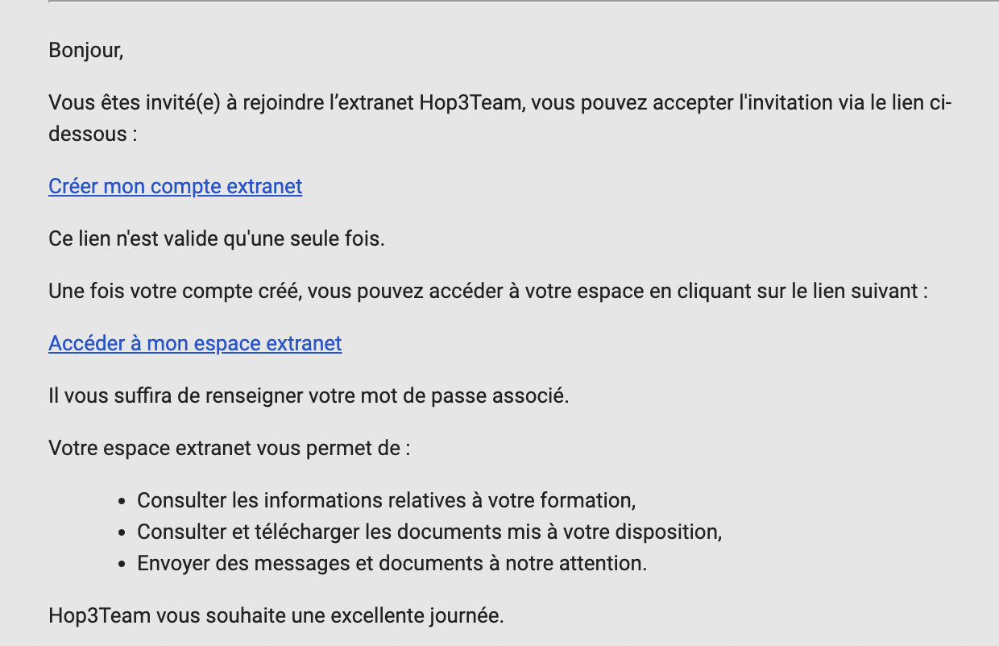 Bonjour,
Vous êtes invité(e) à rejoindre l’extranet Hop3Team, vous pouvez accepter l'invitation via le lien ci-
dessous :
Créer mon compte extranet
Ce lien n'est valide qu'une seule fois.
Une fois votre compte créé, vous pouvez accéder à votre espace en cliquant sur le lien suivant :
Accéder à mon espace extranet
Il vous suffira de renseigner votre mot de passe associé.
Votre espace extranet vous permet de :
• Consulter les informations relatives à votre formation,
• Consulter et télécharger les documents mis à votre disposition,
• Envoyer des messages et documents à notre attention.
Hop3Team vous souhaite une excellente journée.